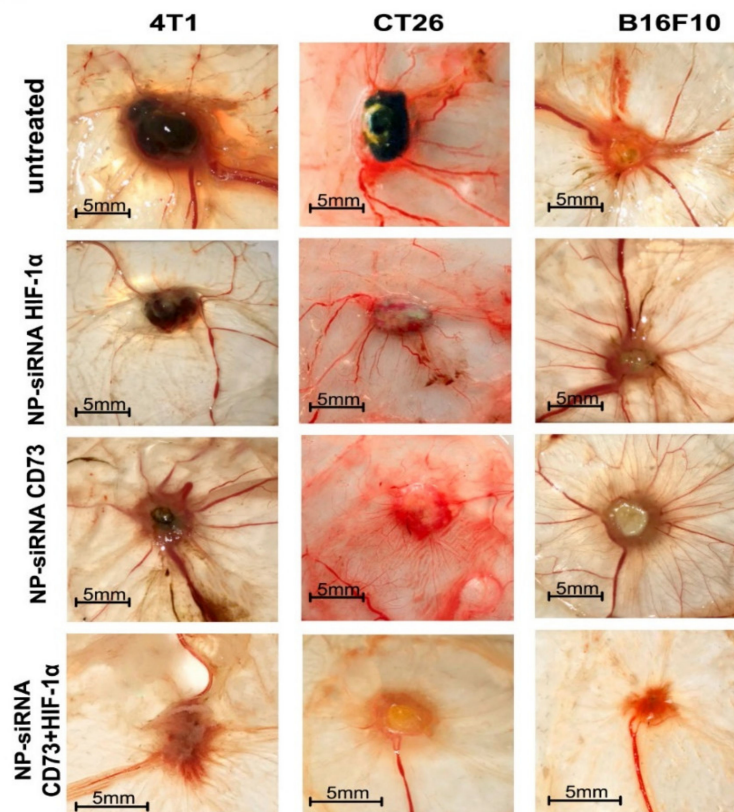 4T1 CT26 B16F10
untreated
5mm 5mm 5mm
NP-siRNA HIF-1α
5mm 5mm 5mm
NP-siRNA CD73
5mm 5mm 5mm
NP-siRNA
CD73+HIF-1α
5mm 5mm 5mm